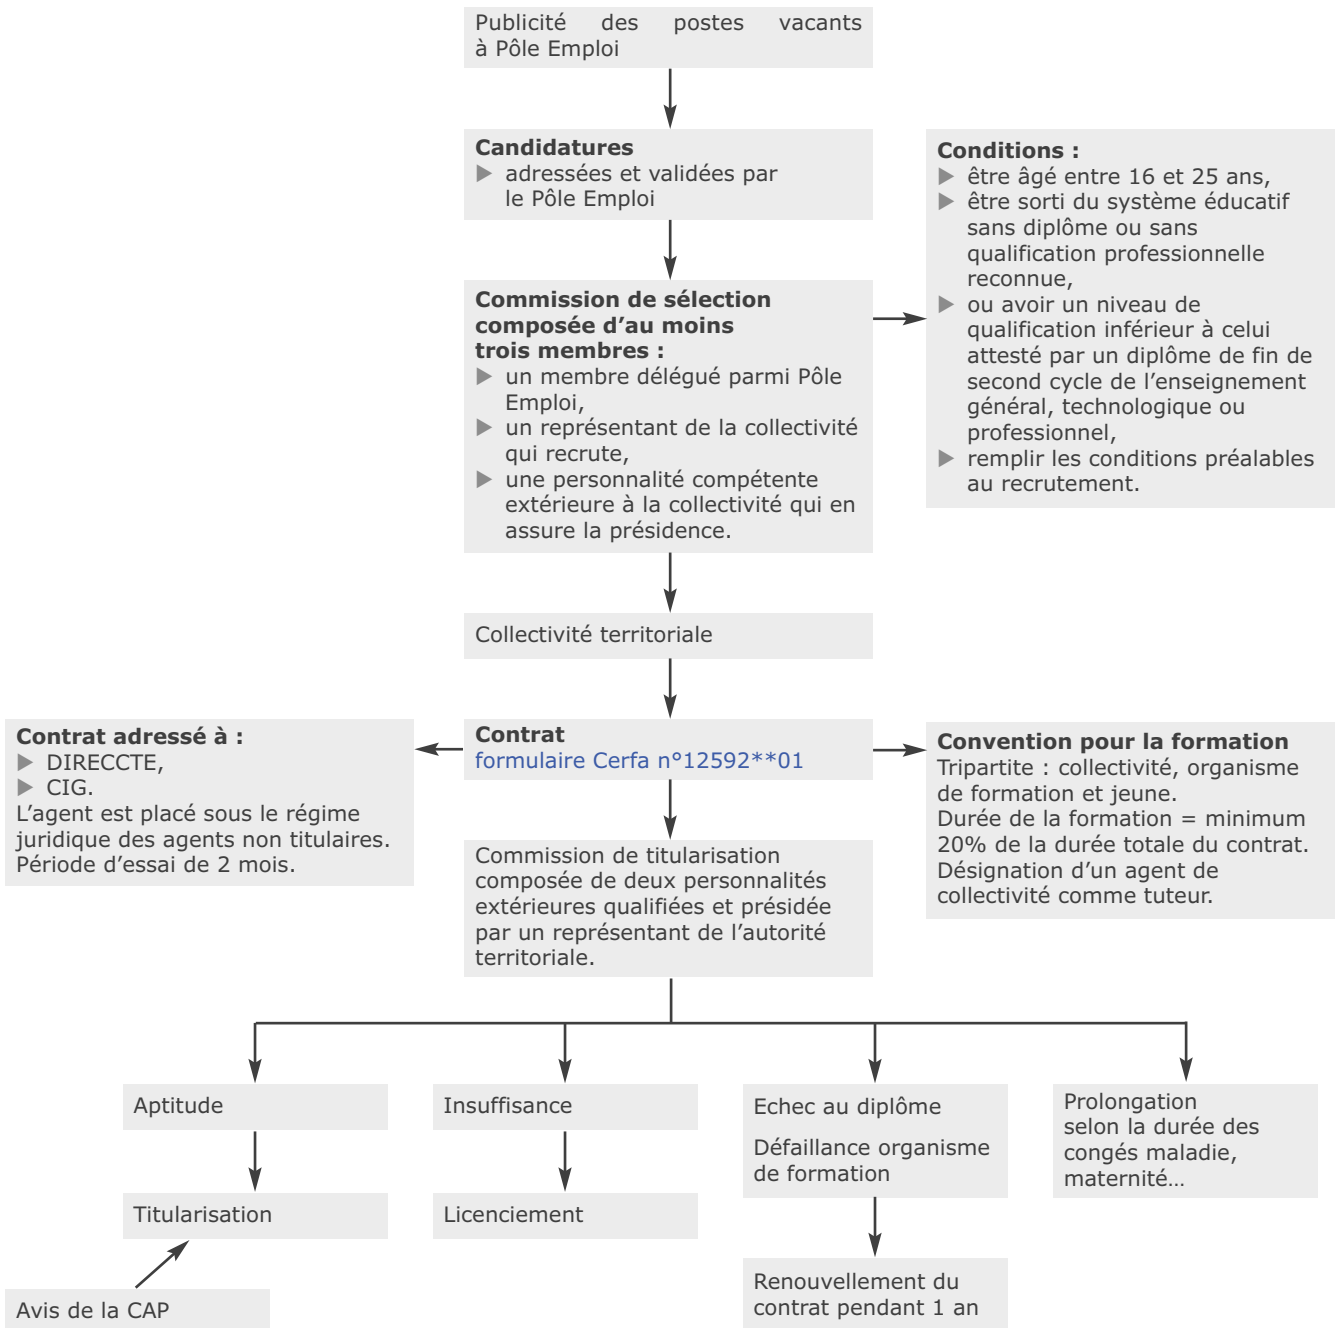 Publicité des postes vacants
à Pôle Emploi
Candidatures
▶ adressées et validées par
le Pôle Emploi
Commission de sélection
composée d'au moins
trois membres :
▶ un membre délégué parmi Pôle
Emploi,
▶ un représentant de la collectivité
qui recrute,
▶ une personnalité compétente
extérieure à la collectivité qui en
assure la présidence.
Conditions :
▶ être âgé entre 16 et 25 ans,
▶ être sorti du système éducatif
sans diplôme ou sans
qualification professionnelle
reconnue,
▶ ou avoir un niveau de
qualification inférieur à celui
attesté par un diplôme de fin de
second cycle de l'enseignement
général, technologique ou
professionnel,
▶ remplir les conditions préalables
au recrutement.
Collectivité territoriale
Contrat adressé à :
▶ DIRECCTE,
▶ CIG.
L'agent est placé sous le régime
juridique des agents non titulaires.
Période d'essai de 2 mois.
Contrat
formulaire Cerfa n°12592**01
Convention pour la formation
Tripartite : collectivité, organisme
de formation et jeune.
Durée de la formation = minimum
20% de la durée totale du contrat.
Désignation d'un agent de
collectivité comme tuteur.
Commission de titularisation
composée de deux personnalités
extérieures qualifiées et présidée
par un représentant de l'autorité
territoriale.
Aptitude
Insuffisance
Echec au diplôme
Défaillance organisme
de formation
Prolongation
selon la durée des
congés maladie,
maternité…
Titularisation
Licenciement
Avis de la CAP
Renouvellement du
contrat pendant 1 an